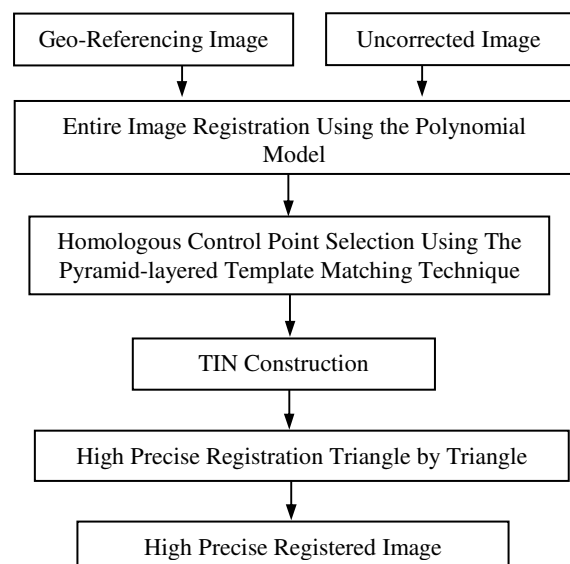 Geo-Referencing Image
Uncorrected Image
Entire Image Registration Using the Polynomial
Model
Homologous Control Point Selection Using The
Pyramid-layered Template Matching Technique
TIN Construction
High Precise Registration Triangle by Triangle
High Precise Registered Image